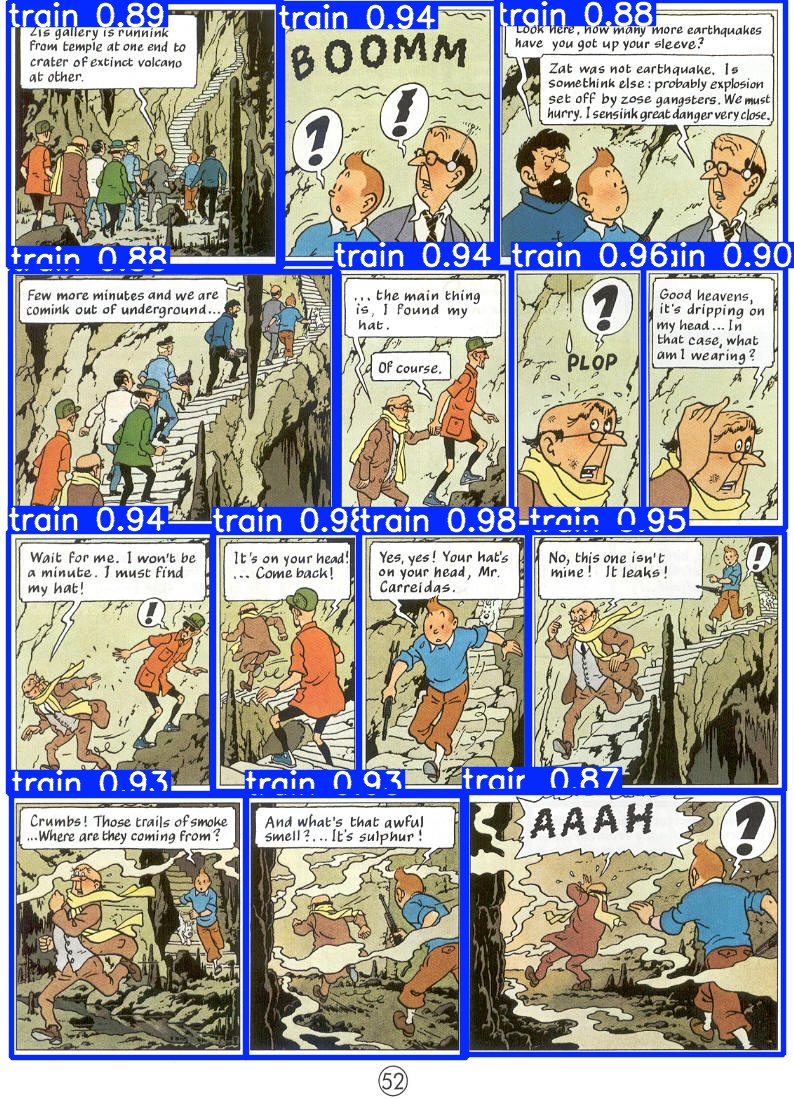 train 0.89
Zis gallery is runnink
from temple at one end to
crater of extinct volcano
at other.
train 0.94
BOOMM
?
!
train 0.88
Look here, how many more earthquakes
have you got up your sleeve?
Zat was not earthquake. Is
somethink else: probably explosion
set off by zose gangsters. We must
hurry. I sensink great danger very close.
train 0.88
Few more minutes and we are
comink out of underground...
train 0.94
... the main thing
is, I found my
hat.
Of course.
train 0.96
?
PLOP
in 0.90
Good heavens,
it's dripping on
my head... In
that case, what
am I wearing?
train 0.94
Wait for me. I won't be
a minute. I must find
my hat!
!
train 0.98
It's on your head!
... Come back!
train 0.98
Yes, yes! Your hat's
on your head, Mr.
Carreidas.
train 0.95
No, this one isn't
mine! It leaks!
!
train 0.93
Crumbs! Those trails of smoke
...Where are they coming from?
train 0.93
And what's that awful
smell?... It's sulphur!
train 0.87
AAAH
?
52